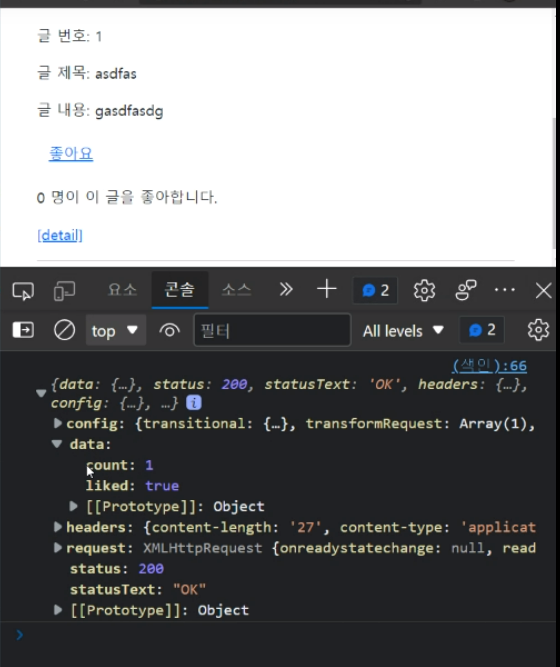 글 번호: 1
글 제목: asdfas
글 내용: gasdfasdg
좋아요
0 명이 이 글을 좋아합니다.
[detail]
요소 콘솔 소스 2
top 필터 All levels 2
(색인):66
{data: {…}, status: 200, statusText: 'OK', headers: {…},
config: {…}, …}
config: {transitional: {…}, transformRequest: Array(1),
data:
count: 1
liked: true
[[Prototype]]: Object
headers: {content-length: '27', content-type: 'applicat
request: XMLHttpRequest {onreadystatechange: null, read
status: 200
statusText: "OK"
[[Prototype]]: Object